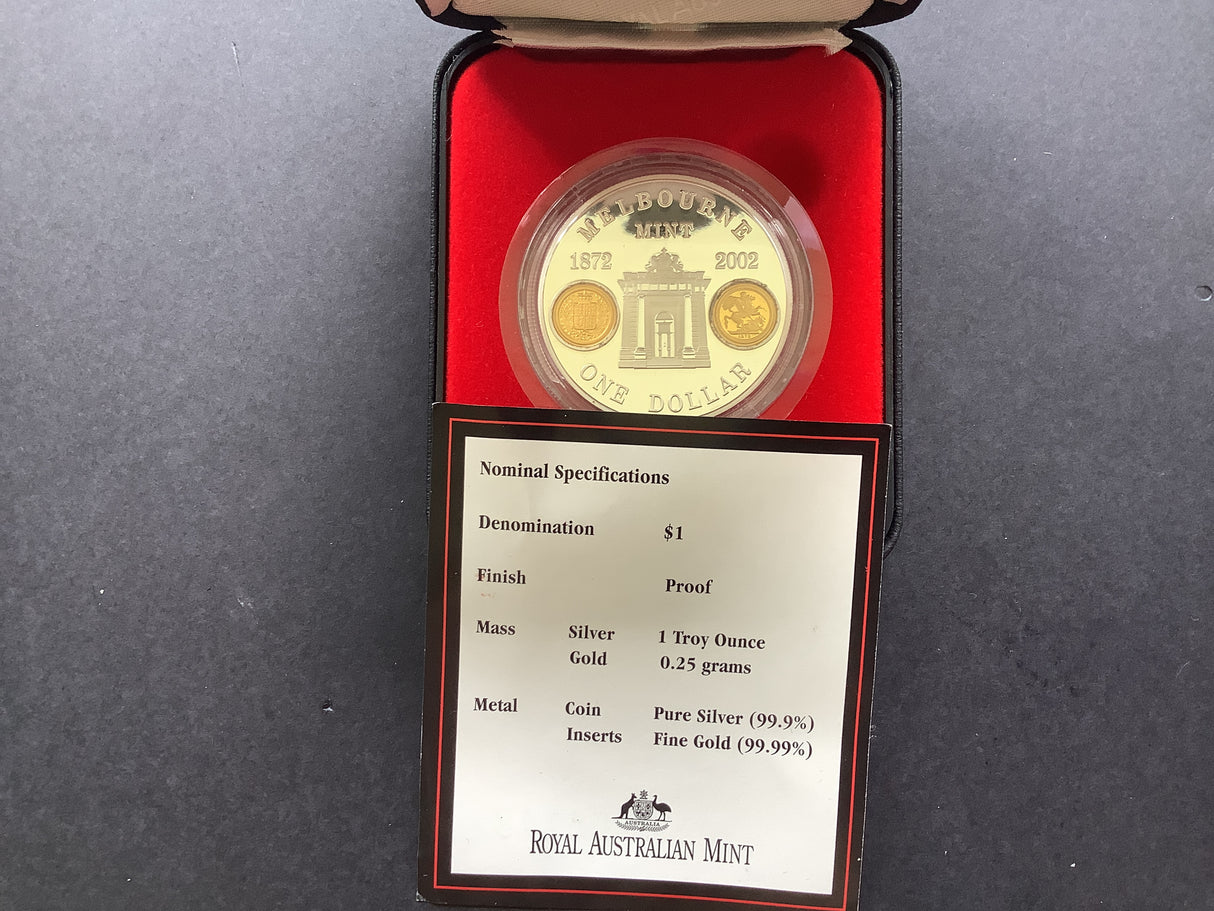 MELBOURNE
MINT
1872 2002
ONE DOLLAR
Nominal Specifications
Denomination $1
Finish Proof
Mass Silver 1 Troy Ounce
Gold 0.25 grams
Metal Coin Pure Silver (99.9%)
Inserts Fine Gold (99.99%)
AUSTRALIA
ROYAL AUSTRALIAN MINT